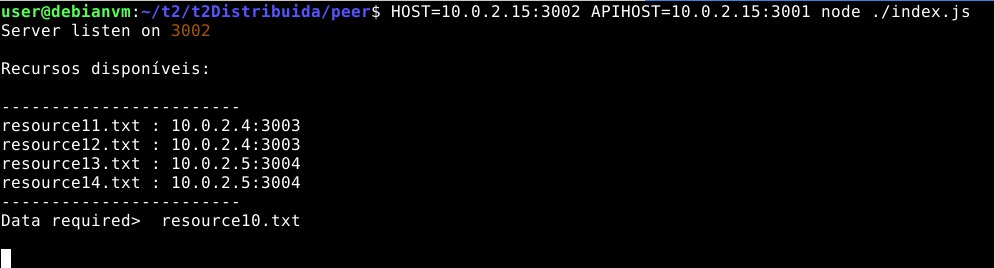 user@debianvm:~/t2/t2Distribuida/peer$ HOST=10.0.2.15:3002 APIHOST=10.0.2.15:3001 node ./index.js
Server listen on 3002
Recursos disponíveis:
------------------------
resource11.txt : 10.0.2.4:3003
resource12.txt : 10.0.2.4:3003
resource13.txt : 10.0.2.5:3004
resource14.txt : 10.0.2.5:3004
------------------------
Data required>  resource10.txt